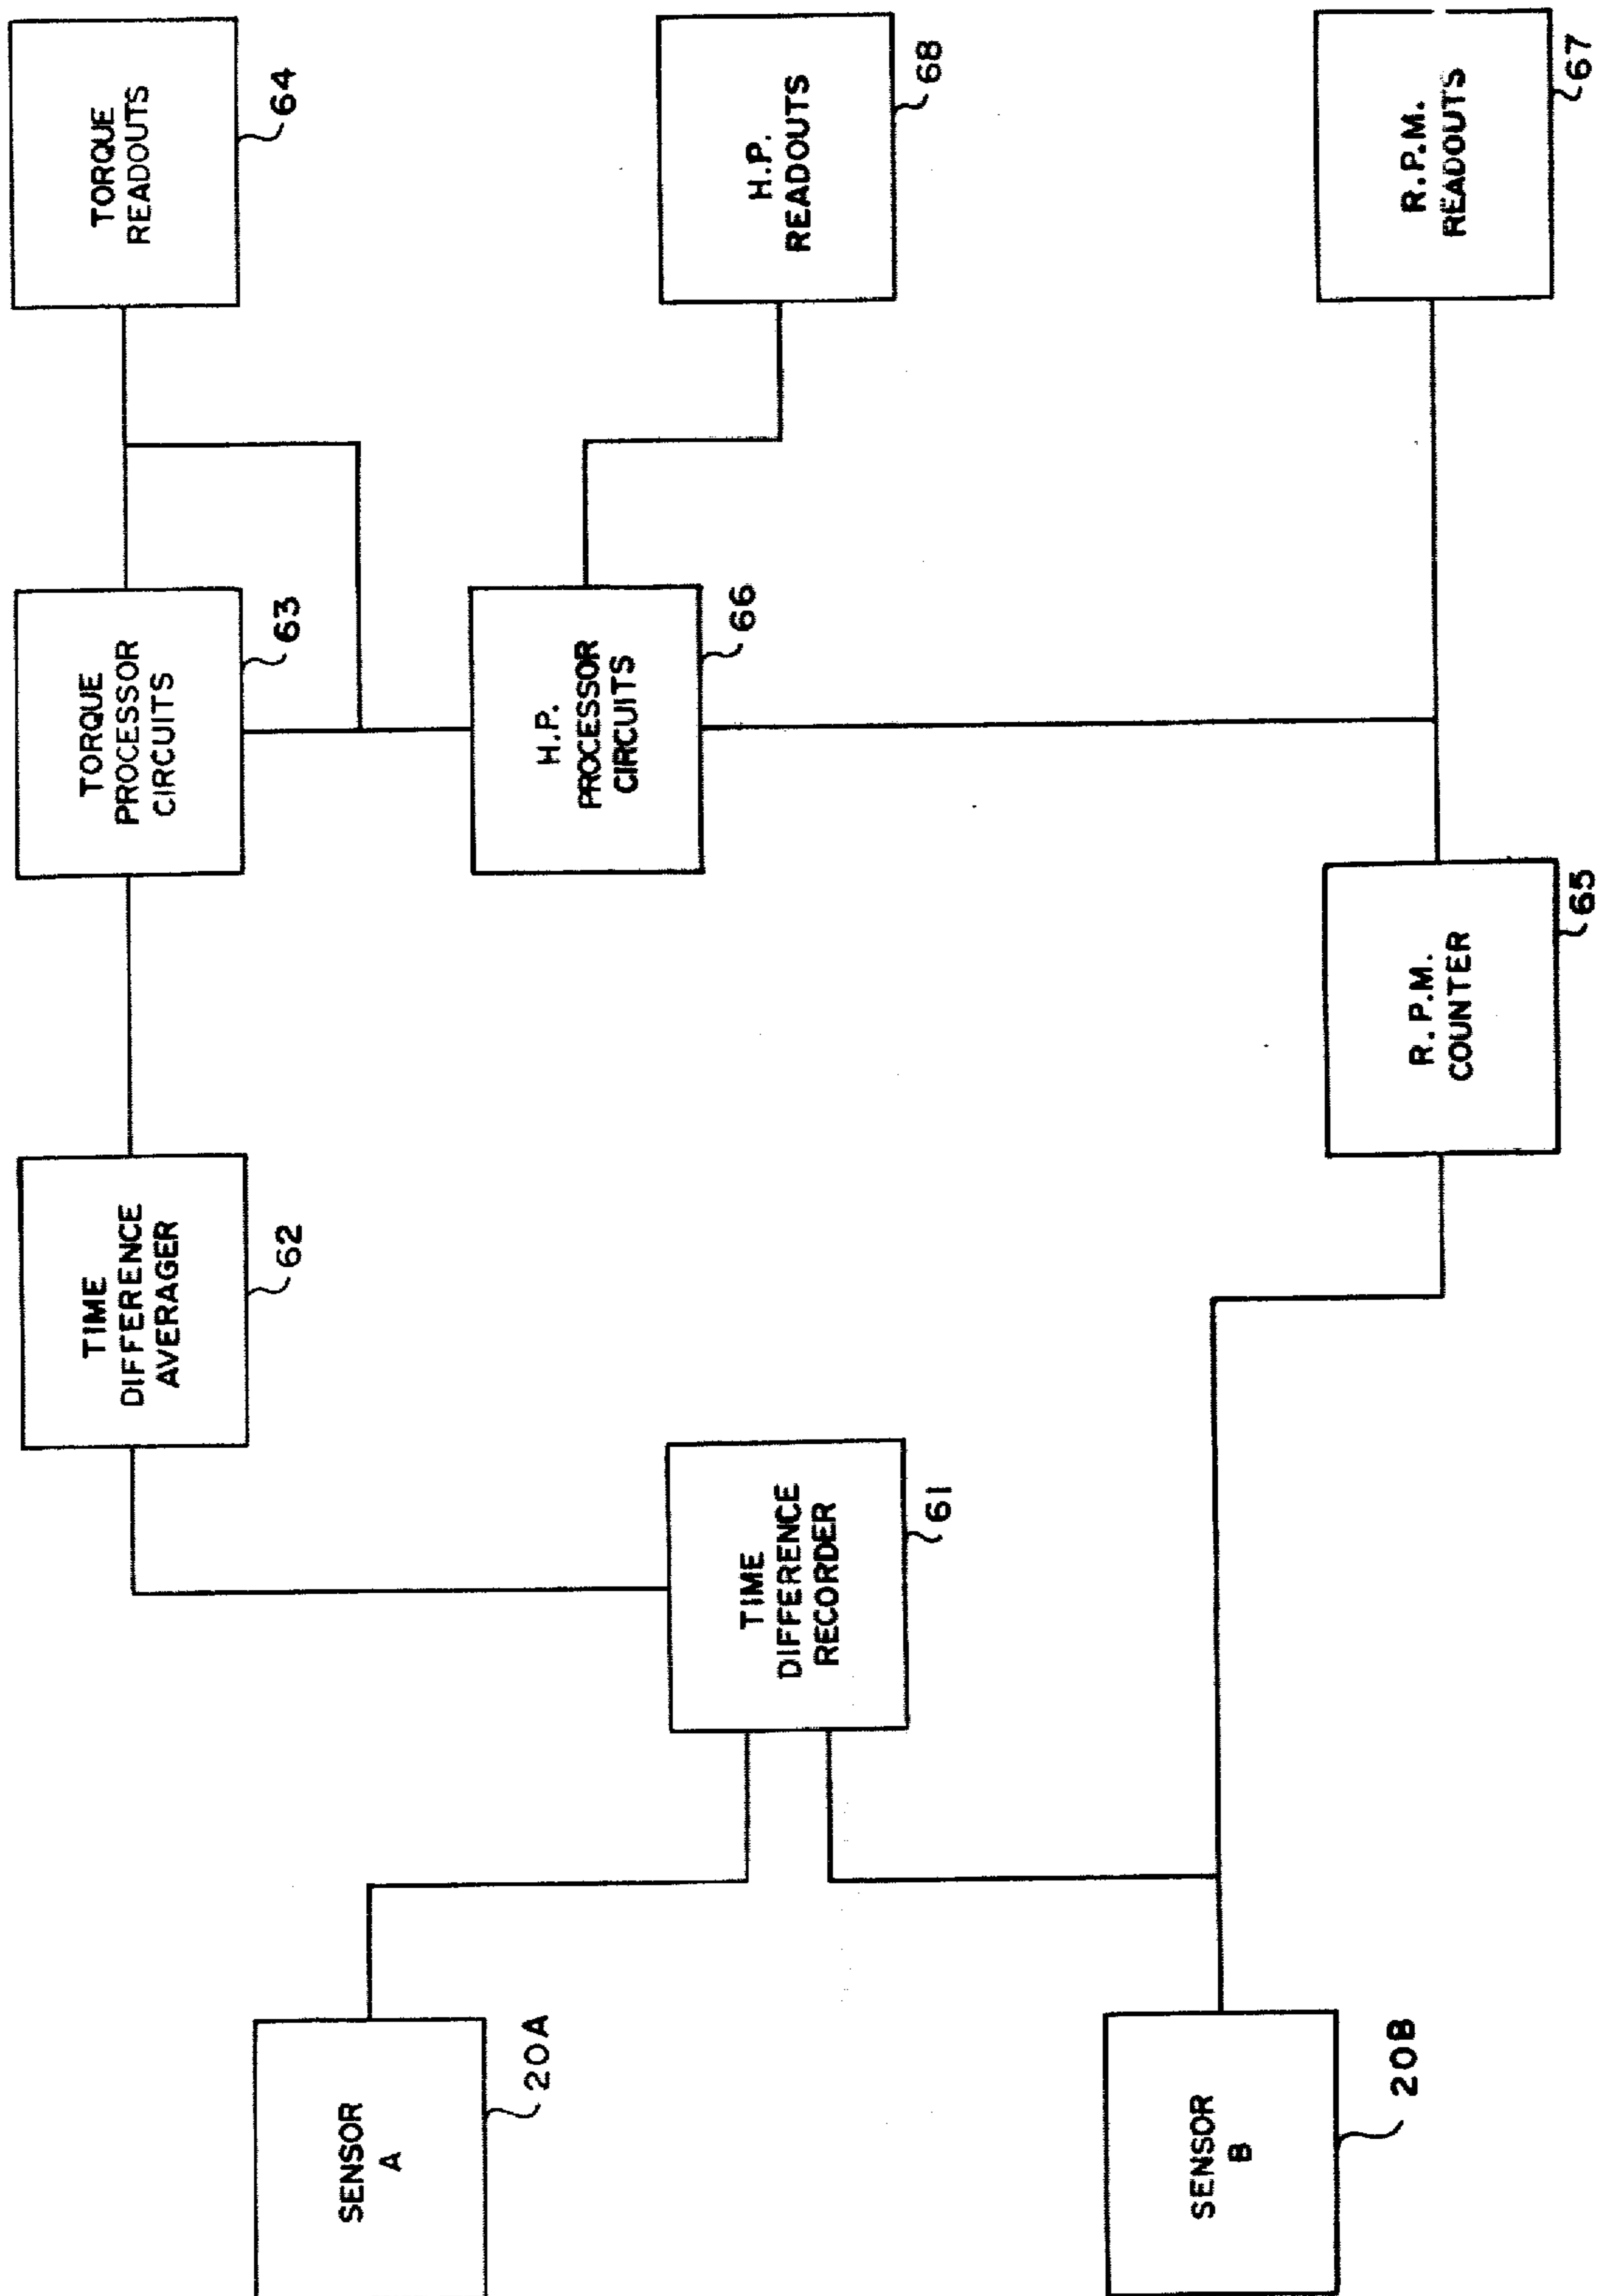 SENSOR
A
20A
SENSOR
B
20B
TIME
DIFFERENCE
RECORDER
61
TIME
DIFFERENCE
AVERAGER
62
TORQUE
PROCESSOR
CIRCUITS
63
TORQUE
READOUTS
64
H.P.
PROCESSOR
CIRCUITS
66
H.P.
READOUTS
68
R.P.M.
COUNTER
65
R.P.M.
READOUTS
67